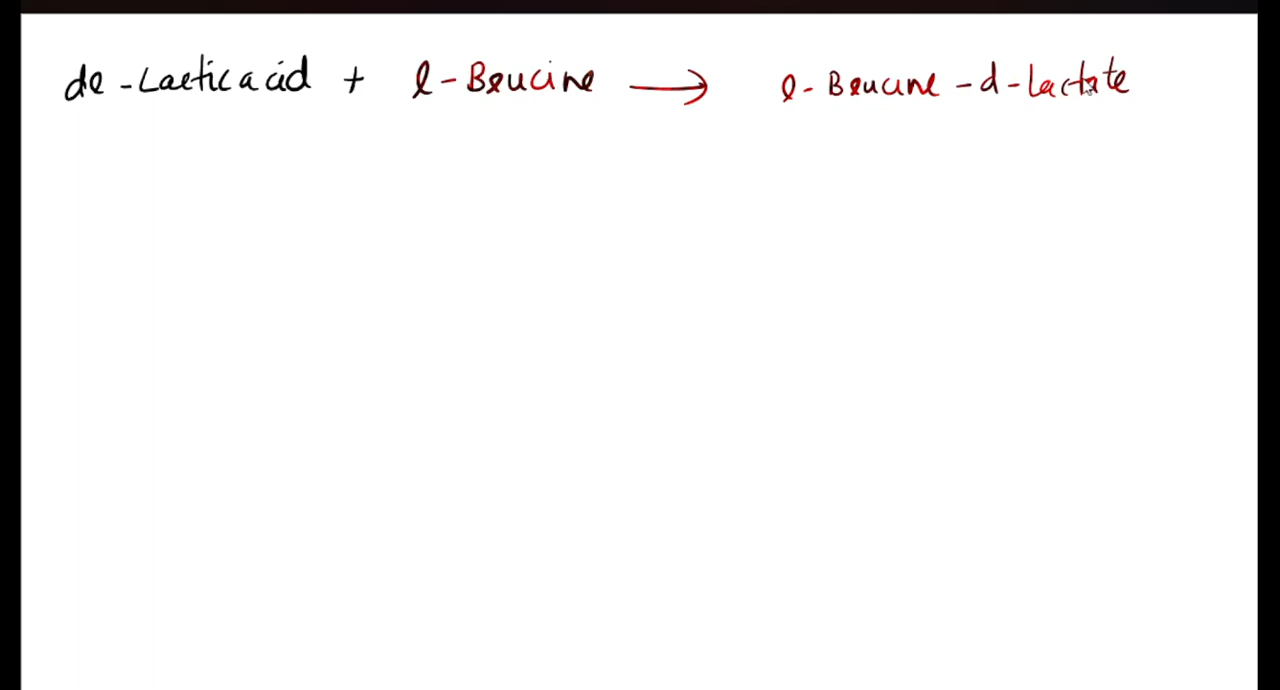 dl - Lactic acid + l - Brucine → l - Brucine - d - Lactate